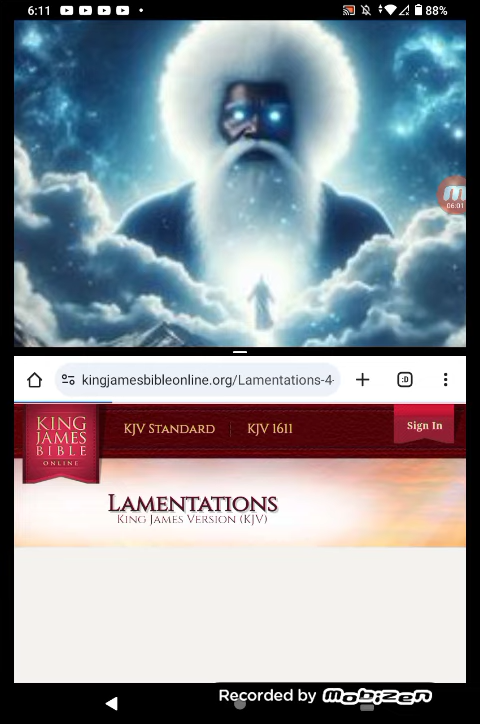 6:11
88%
06:01
kingjamesbibleonline.org/Lamentations-4-
:D
KING
JAMES
BIBLE
ONLINE
KJV STANDARD
KJV 1611
Sign In
LAMENTATIONS
KING JAMES VERSION (KJV)
Recorded by MOBIZEN